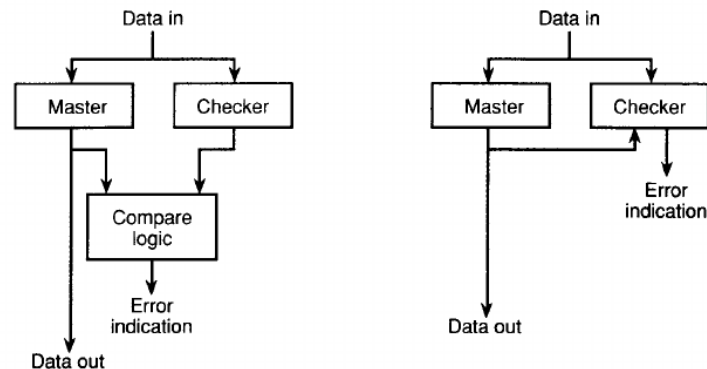 Data in
Master
Checker
Compare
logic
Error
indication
Data out
Data in
Master
Checker
Error
indication
Data out